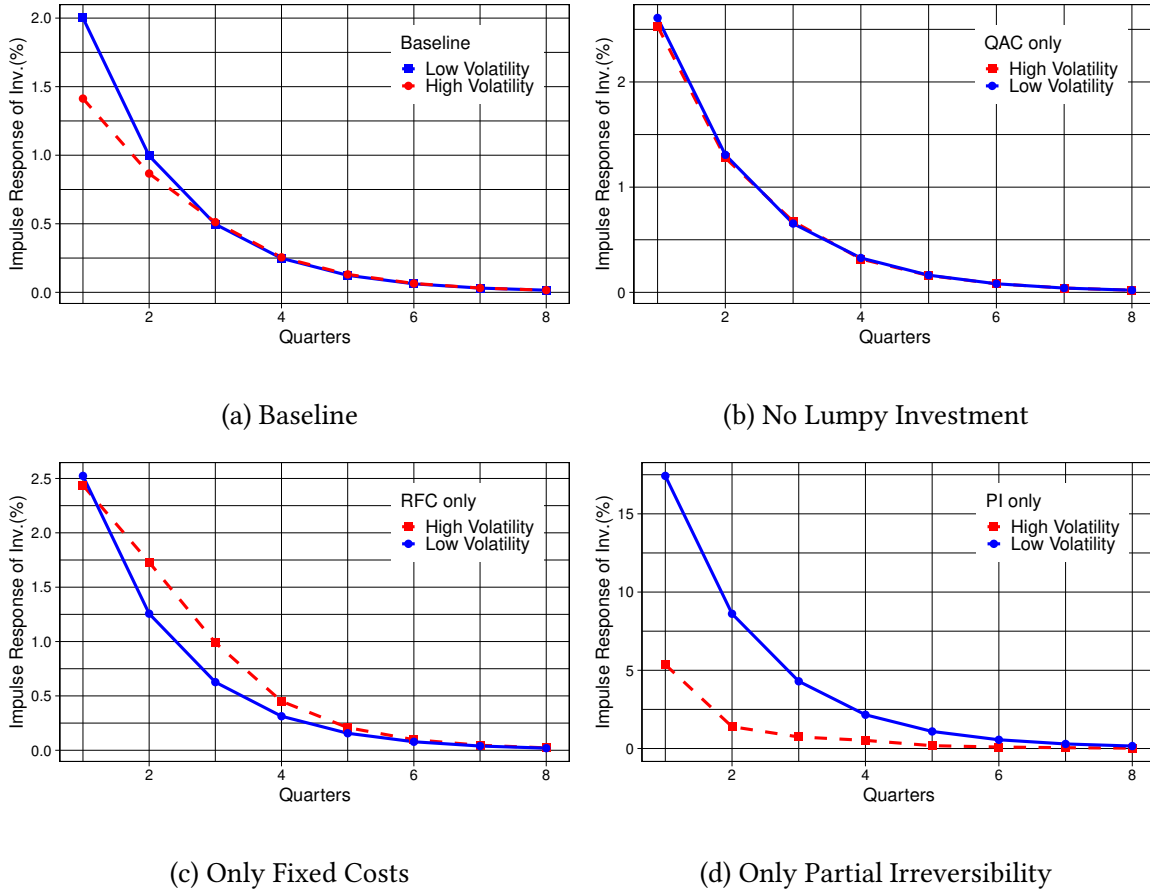 Impulse Response of Inv.(%)
2.0
1.5
1.0
0.5
0.0
Baseline
Low Volatility
High Volatility
2
4
6
8
Quarters
(a) Baseline
Impulse Response of Inv.(%)
2
1
0
QAC only
High Volatility
Low Volatility
2
4
6
8
Quarters
(b) No Lumpy Investment
Impulse Response of Inv.(%)
2.5
2.0
1.5
1.0
0.5
0.0
RFC only
High Volatility
Low Volatility
2
4
6
8
Quarters
(c) Only Fixed Costs
Impulse Response of Inv.(%)
15
10
5
0
PI only
High Volatility
Low Volatility
2
4
6
8
Quarters
(d) Only Partial Irreversibility